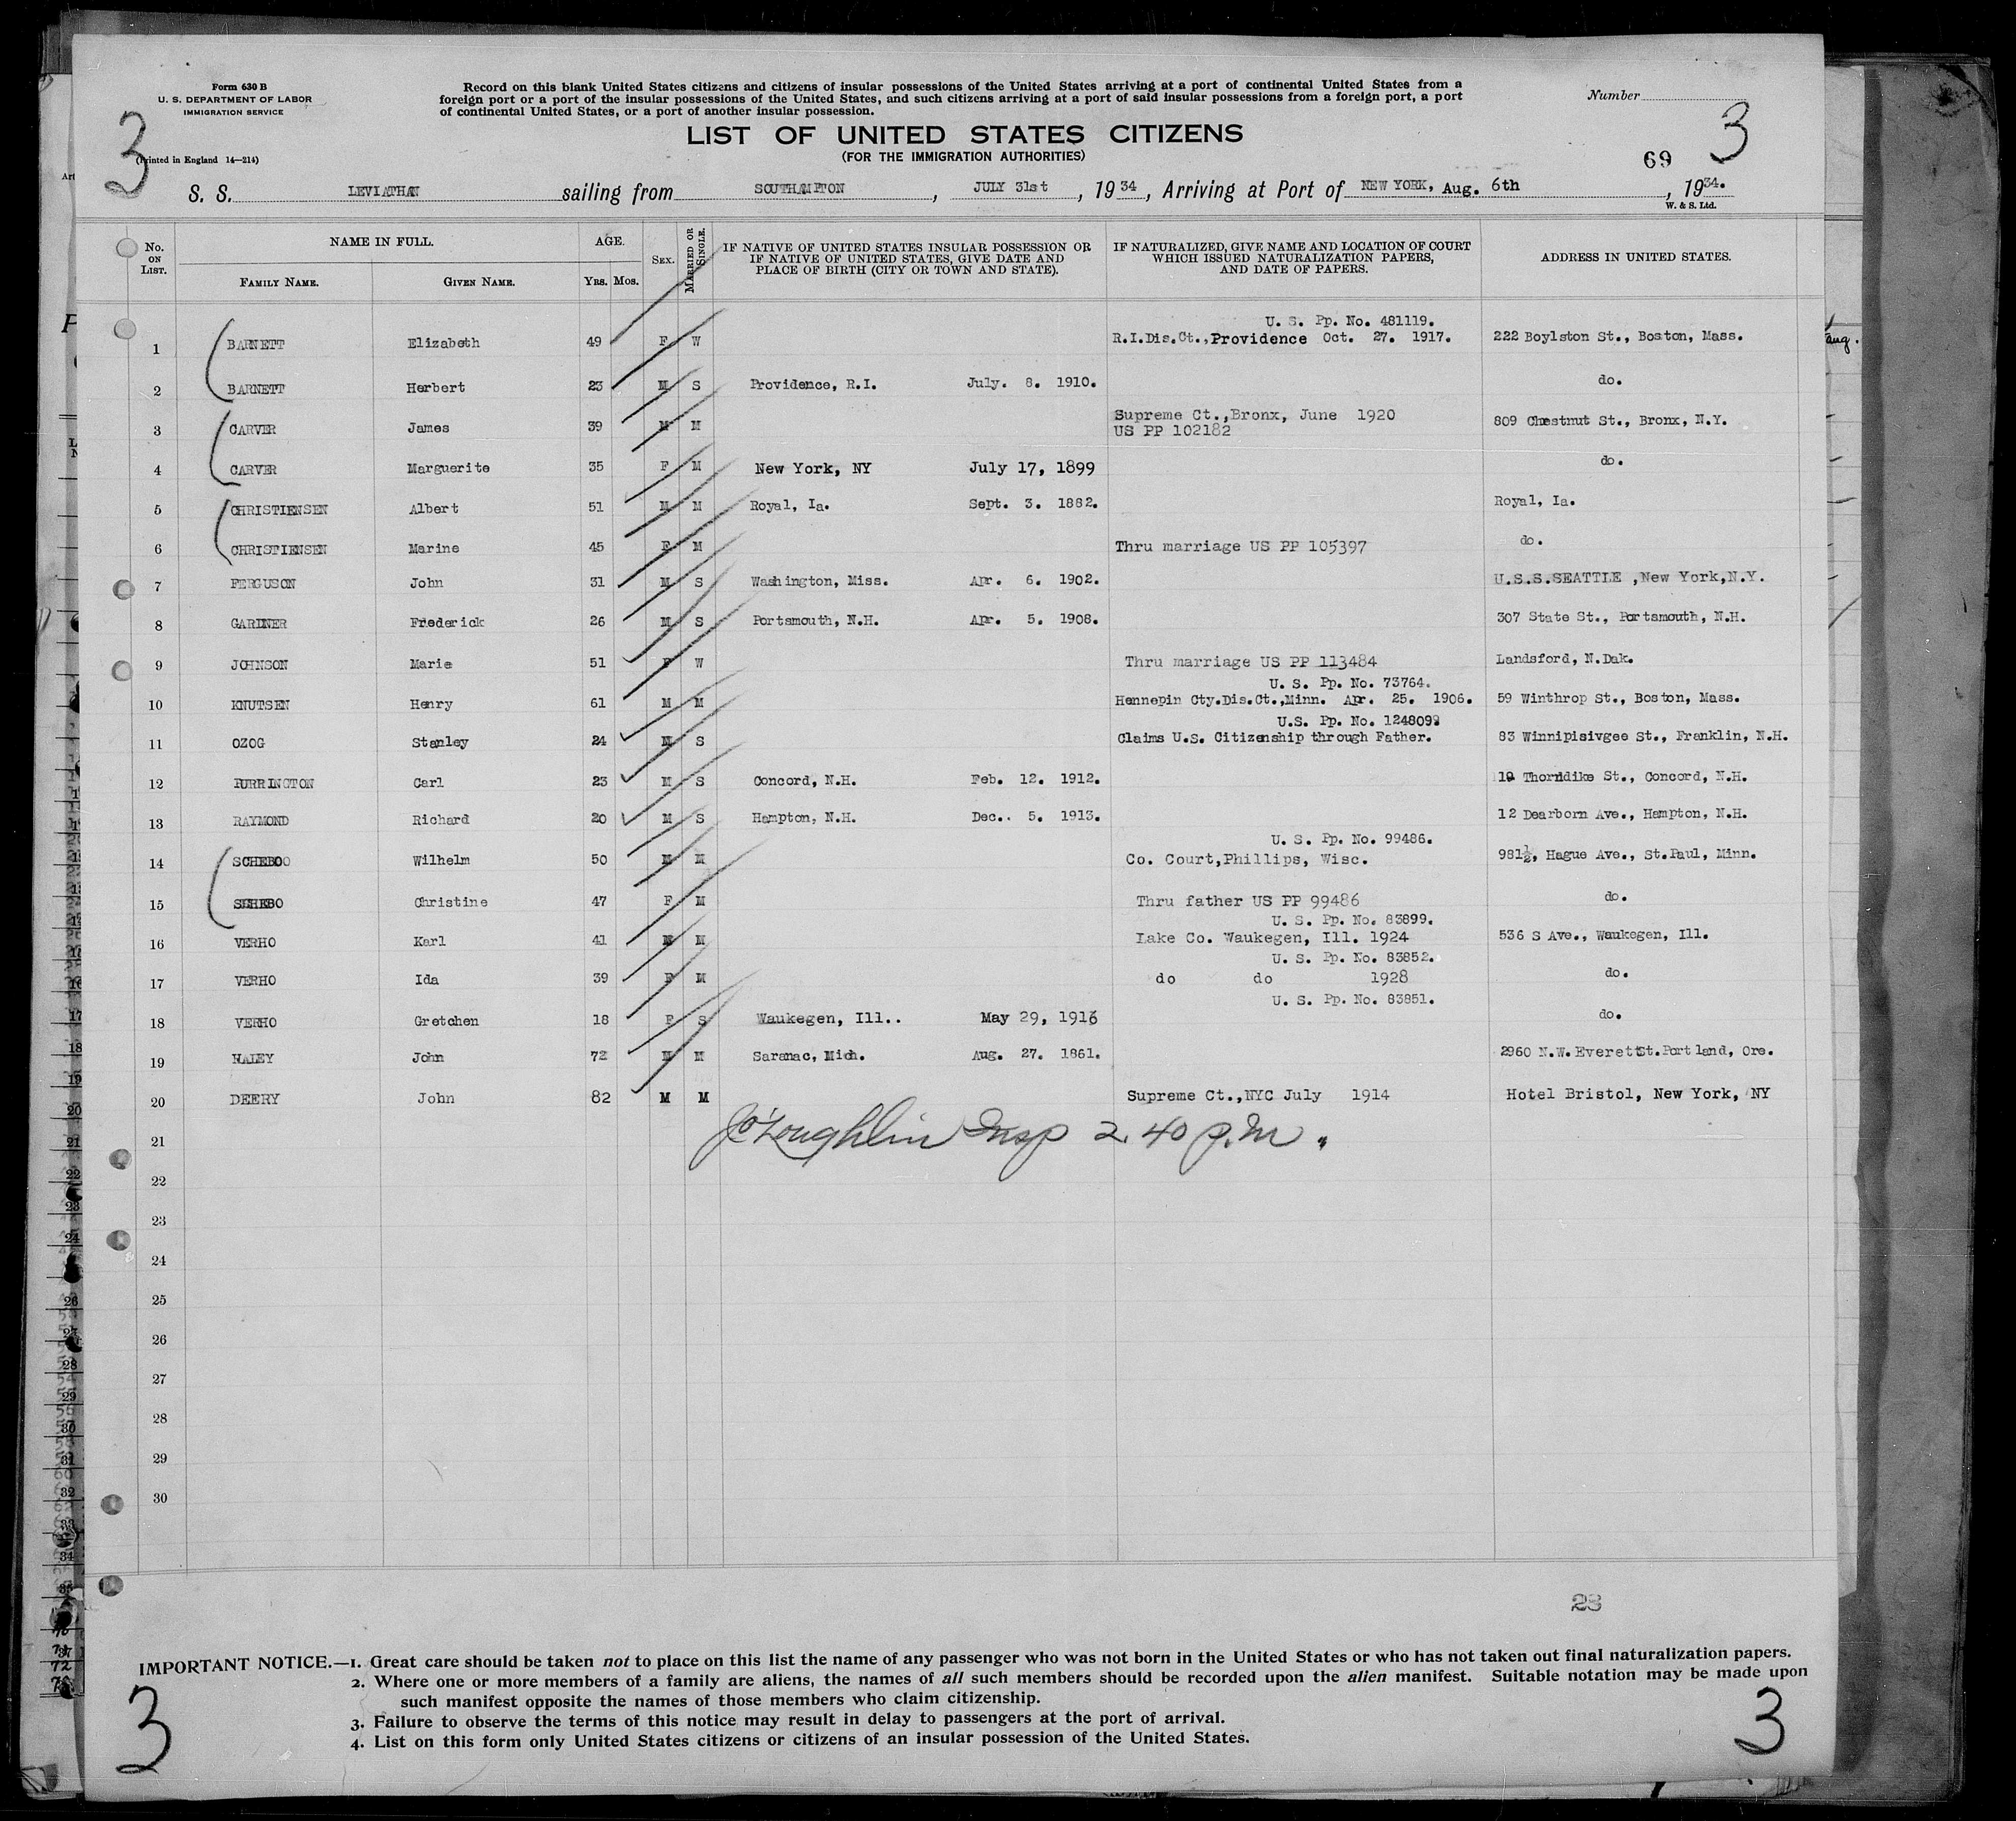 Form 630 B
U. S. DEPARTMENT OF LABOR
IMMIGRATION SERVICE
(Printed in England 14—214)
Record on this blank United States citizens and citizens of insular possessions of the United States arriving at a port of continental United States from a
foreign port or a port of the insular possessions of the United States, and such citizens arriving at a port of said insular possessions from a foreign port, a port
of continental United States, or a port of another insular possession.
Number
3
3
LIST OF UNITED STATES CITIZENS
(FOR THE IMMIGRATION AUTHORITIES)
69
S. S. LEVIATHAN sailing from SOUTHAMPTON, JULY 31st, 1934, Arriving at Port of NEW YORK, Aug. 6th, 1934.
W. & S. Ltd.
No. ON LIST. NAME IN FULL. AGE. SEX. MARRIED OR SINGLE. IF NATIVE OF UNITED STATES INSULAR POSSESSION OR IF NATIVE OF UNITED STATES, GIVE DATE AND PLACE OF BIRTH (CITY OR TOWN AND STATE). IF NATURALIZED, GIVE NAME AND LOCATION OF COURT WHICH ISSUED NATURALIZATION PAPERS, AND DATE OF PAPERS. ADDRESS IN UNITED STATES.
FAMILY NAME. GIVEN NAME. YRS. MOS.
U. S. Pp. No. 481119.
1 BARNETT Elizabeth 49 F W R.I.Dis.Ct.,Providence Oct. 27. 1917. 222 Boylston St., Boston, Mass.
2 BARNETT Herbert 23 M S Providence, R.I. July. 8. 1910. do.
3 CARVER James 39 M M Supreme Ct.,Bronx, June 1920 809 Chestnut St., Bronx, N.Y.
US PP 102182
4 CARVER Marguerite 35 F M New York, NY July 17, 1899 do.
5 CHRISTIENSEN Albert 51 M M Royal, Ia. Sept. 3. 1882. Royal, Ia.
6 CHRISTIENSEN Marine 45 F M Thru marriage US PP 105397 do.
7 FERGUSON John 31 M S Washington, Miss. Apr. 6. 1902. U.S.S.SEATTLE ,New York,N.Y.
8 GARDNER Frederick 26 M S Portsmouth, N.H. Apr. 5. 1908. 307 State St., Portsmouth, N.H.
9 JOHNSON Marie 51 F W Thru marriage US PP 113484 Landsford, N.Dak.
U. S. Pp. No. 73764.
10 KNUTSEN Henry 61 M M Hennepin Cty.Dis.Ct.,Minn. Apr. 25. 1906. 59 Winthrop St., Boston, Mass.
U.S. Pp. No. 1248099
11 OZOG Stanley 24 M S Claims U.S. Citizenship through Father. 83 Winnipisivgee St., Franklin, N.H.
12 PURRINGTON Carl 23 M S Concord, N.H. Feb. 12. 1912. 19 Thorndike St., Concord, N.H.
13 RAYMOND Richard 20 M S Hampton, N.H. Dec.. 5. 1913. 12 Dearborn Ave., Hampton, N.H.
U. S. Pp. No. 99486.
14 SCHEBO Wilhelm 50 M M Co. Court,Phillips, Wisc. 981½, Hague Ave., St.Paul, Minn.
15 SCHEBO Christine 47 F M Thru father US PP 99486 do.
U. S. Pp. No. 83899.
16 VERHO Karl 41 M M Lake Co. Waukegen, Ill. 1924 536 S Ave., Waukegen, Ill.
U. S. Pp. No. 83852.
17 VERHO Ida 39 F M do do 1928 do.
U. S. Pp. No. 83851.
18 VERHO Gretchen 18 F S Waukegen, Ill.. May 29, 1916 do.
19 HALEY John 72 M M Saranac, Mich. Aug. 27. 1861. 2960 N.W.Everett St.Portland, Ore.
20 DEERY John 82 M M Supreme Ct.,NYC July 1914 Hotel Bristol, New York, NY
21 Jo'Loughlin Insp 2.40 p.m.
22
23
24
25
26
27
28
29
30
23
IMPORTANT NOTICE.—1. Great care should be taken not to place on this list the name of any passenger who was not born in the United States or who has not taken out final naturalization papers.
2. Where one or more members of a family are aliens, the names of all such members should be recorded upon the alien manifest. Suitable notation may be made upon
such manifest opposite the names of those members who claim citizenship.
3. Failure to observe the terms of this notice may result in delay to passengers at the port of arrival.
4. List on this form only United States citizens or citizens of an insular possession of the United States.
3
3